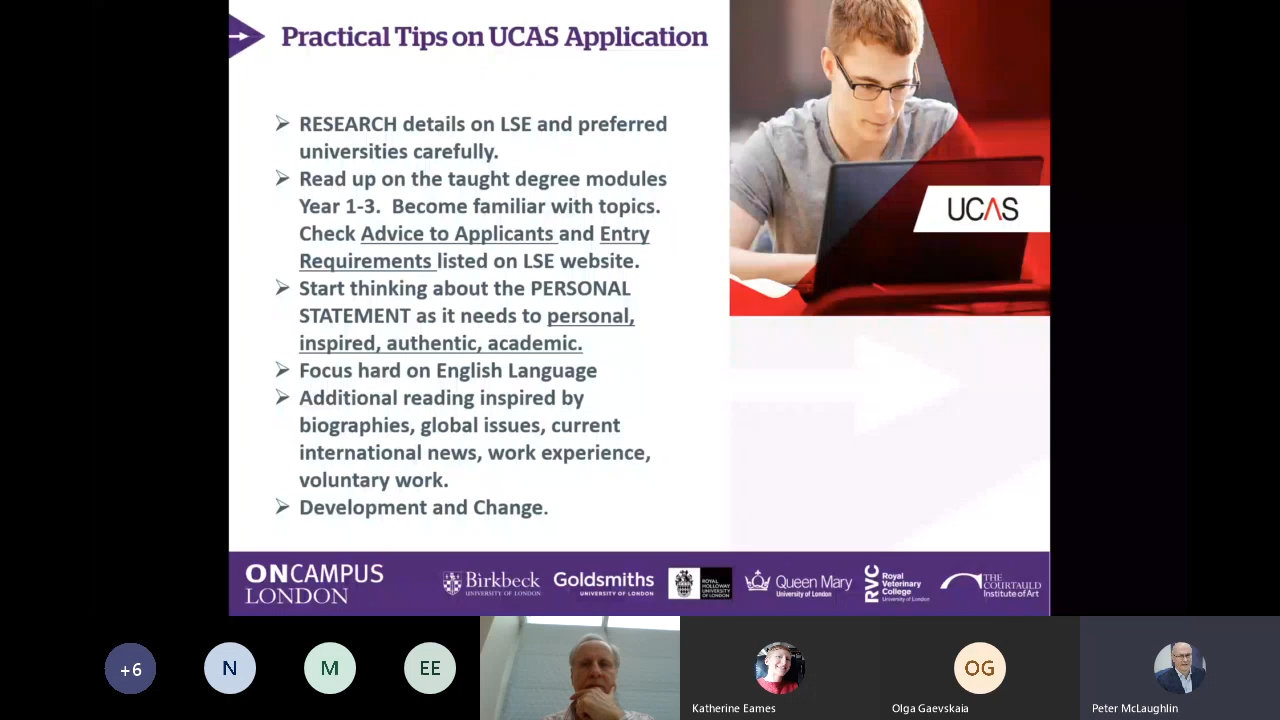 Practical Tips on UCAS Application
RESEARCH details on LSE and preferred
universities carefully.
Read up on the taught degree modules
Year 1-3. Become familiar with topics.
Check Advice to Applicants and Entry
Requirements listed on LSE website.
Start thinking about the PERSONAL
STATEMENT as it needs to personal,
inspired, authentic, academic.
Focus hard on English Language
Additional reading inspired by
biographies, global issues, current
international news, work experience,
voluntary work.
Development and Change.
UCAS
ONCAMPUS
LONDON
Birkbeck
UNIVERSITY OF LONDON
Goldsmiths
UNIVERSITY OF LONDON
ROYAL
HOLLOWAY
UNIVERSITY
OF LONDON
Queen Mary
University of London
RVC
Royal
Veterinary
College
University of London
THE
COURTAULD
Institute of Art
+6
N
M
EE
Katherine Eames
OG
Olga Gaevskaia
Peter McLaughlin